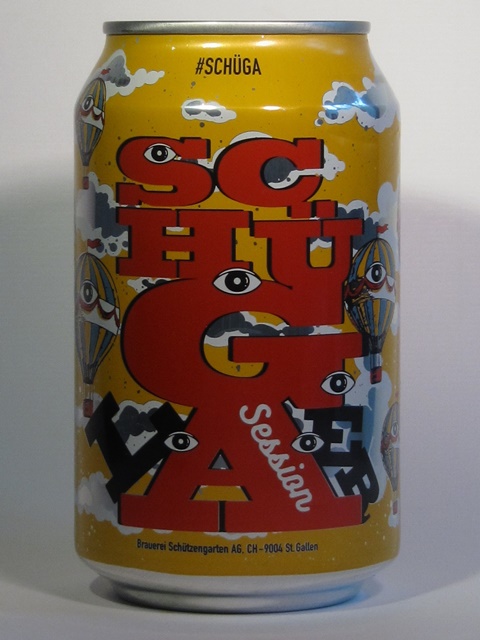 #SCHÜGA
SC
HÜ
G
A
Session
Brauerei Schützengarten AG, CH-9004 St. Gallen